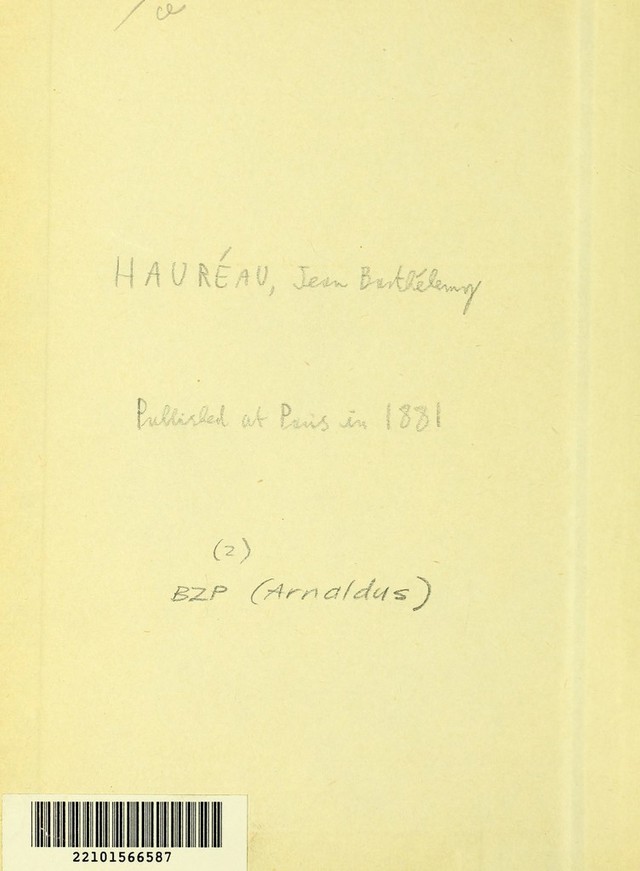 HAURÉAU, Jean Barthélemy
Published at Paris in 1881
(2)
BZP (Arnaldus)
22101566587